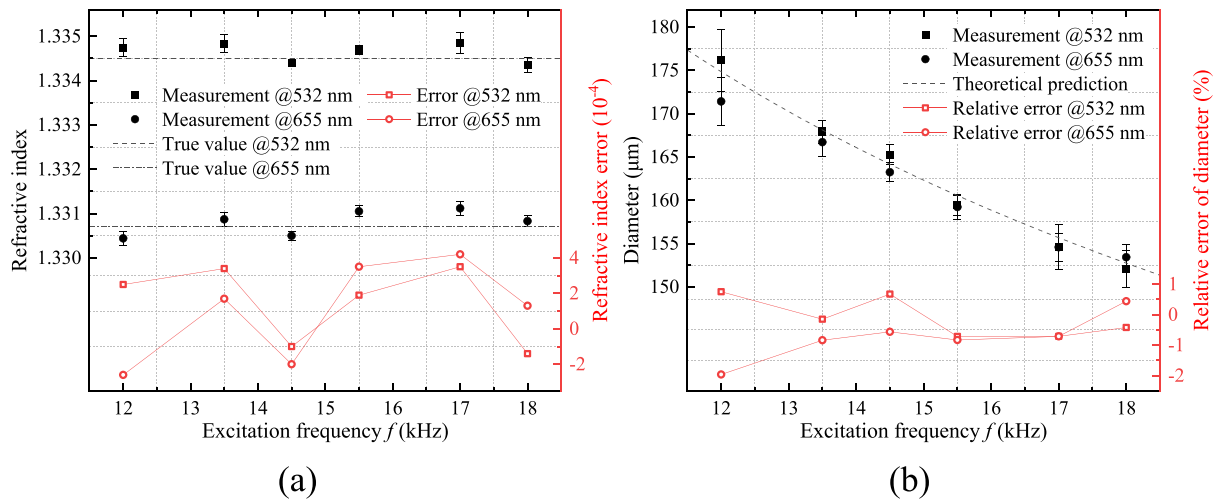 1.335
1.334
1.333
1.332
1.331
1.330
Refractive index
Measurement @532 nm
Measurement @655 nm
True value @532 nm
True value @655 nm
Error @532 nm
Error @655 nm
4
2
0
-2
Refractive index error (10⁻⁴)
12 13 14 15 16 17 18
Excitation frequency f (kHz)
(a)
180
175
170
165
160
155
150
Diameter (μm)
Measurement @532 nm
Measurement @655 nm
Theoretical prediction
Relative error @532 nm
Relative error @655 nm
1
0
-1
-2
Relative error of diameter (%)
12 13 14 15 16 17 18
Excitation frequency f (kHz)
(b)